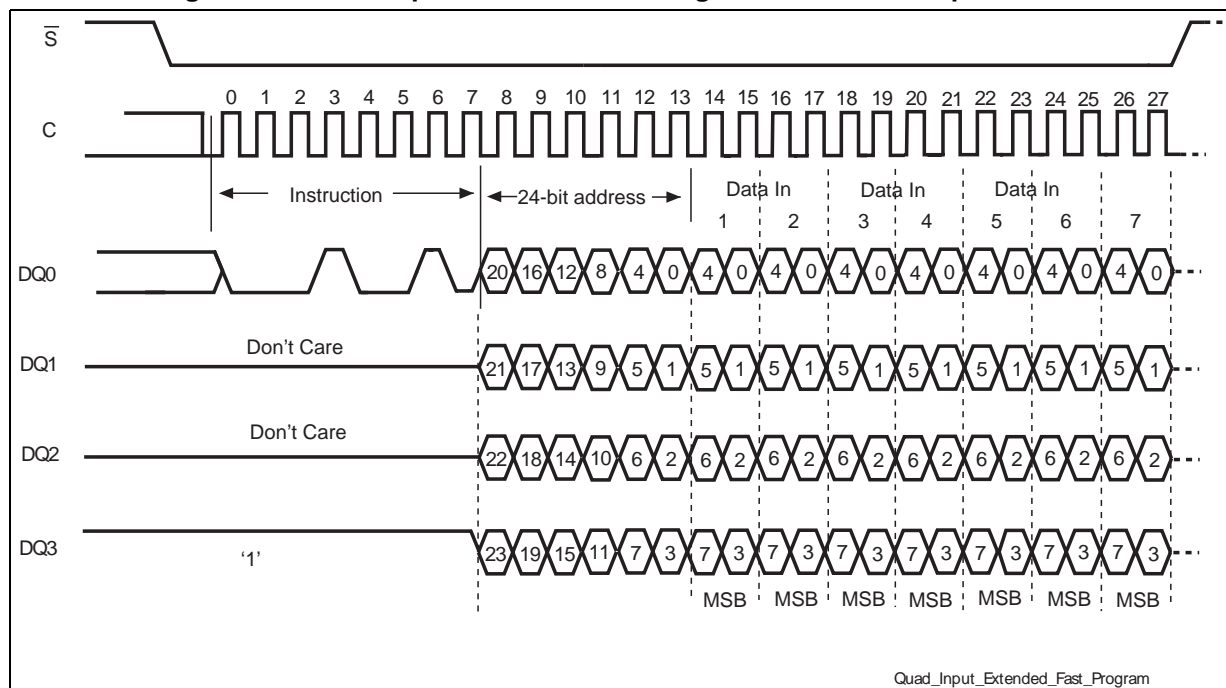 S
0 1 2 3 4 5 6 7 8 9 10 11 12 13 14 15 16 17 18 19 20 21 22 23 24 25 26 27
C
Instruction 24-bit address Data In Data In Data In
1 2 3 4 5 6 7
DQ0 20 16 12 8 4 0 4 0 4 0 4 0 4 0 4 0 4 0 4 0
Don't Care
DQ1 21 17 13 9 5 1 5 1 5 1 5 1 5 1 5 1 5 1 5 1
Don't Care
DQ2 22 18 14 10 6 2 6 2 6 2 6 2 6 2 6 2 6 2 6 2
DQ3 '1' 23 19 15 11 7 3 7 3 7 3 7 3 7 3 7 3 7 3 7 3
MSB MSB MSB MSB MSB MSB MSB
Quad_Input_Extended_Fast_Program